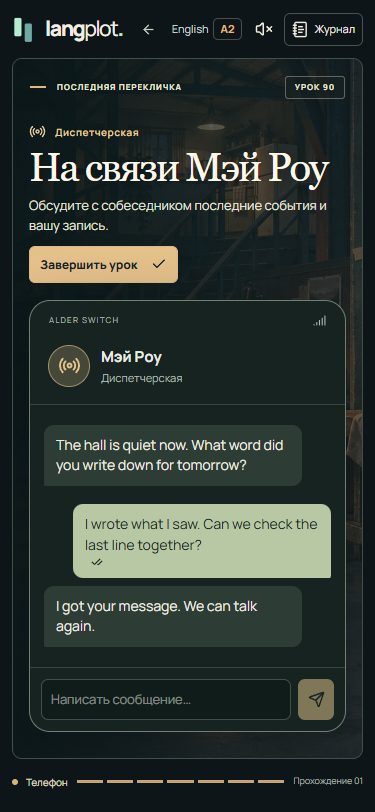 langplot.
English A2
Журнал
ПОСЛЕДНЯЯ ПЕРЕКЛИЧКА
УРОК 90
Диспетчерская
На связи Мэй Роу
Обсудите с собеседником последние события и
вашу запись.
Завершить урок
ALDER SWITCH
Мэй Роу
Диспетчерская
The hall is quiet now. What word did
you write down for tomorrow?
I wrote what I saw. Can we check the
last line together?
I got your message. We can talk
again.
Написать сообщение...
Телефон
Прохождение 01